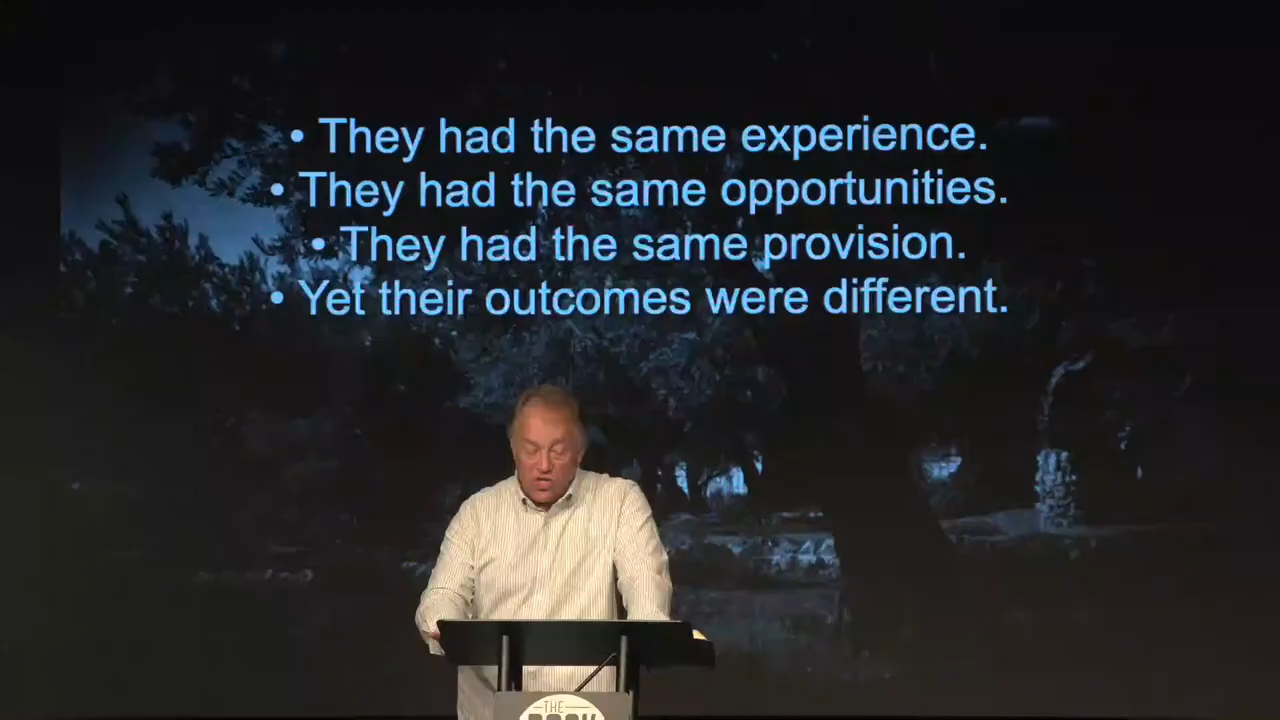 • They had the same experience.
• They had the same opportunities.
• They had the same provision.
• Yet their outcomes were different.
THE